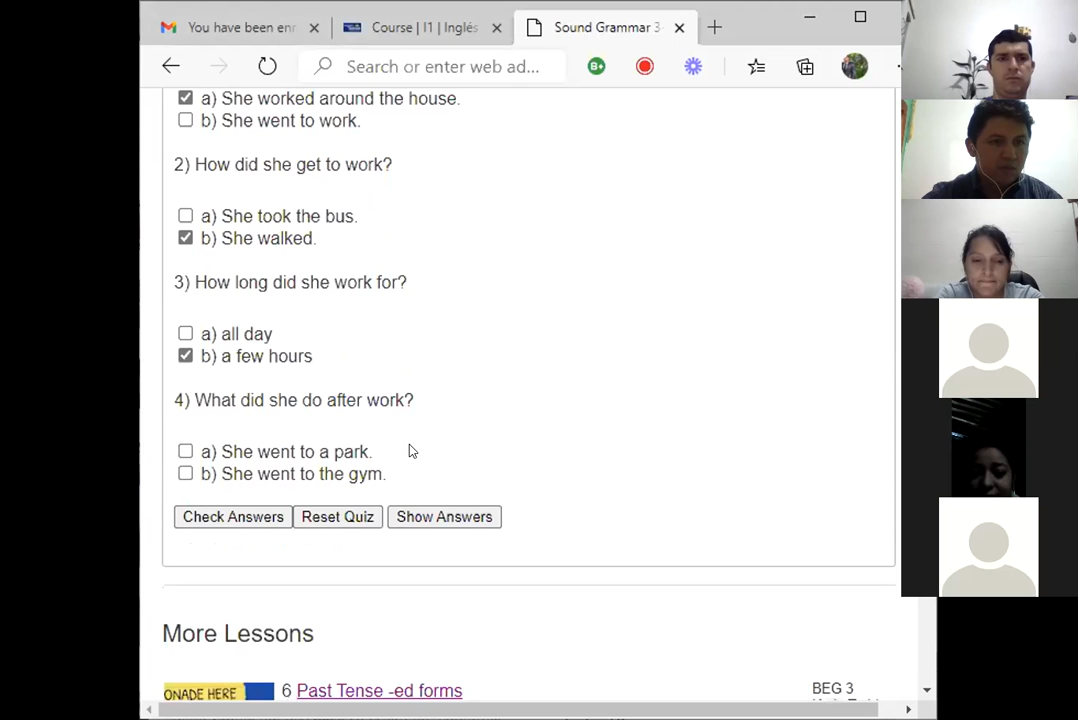 You have been enr
Course | I1 | Inglés
Sound Grammar 3-
Search or enter web ad...
B+
a) She worked around the house.
b) She went to work.
2) How did she get to work?
a) She took the bus.
b) She walked.
3) How long did she work for?
a) all day
b) a few hours
4) What did she do after work?
a) She went to a park.
b) She went to the gym.
Check Answers Reset Quiz Show Answers
More Lessons
ONADE HERE 6 Past Tense -ed forms BEG 3